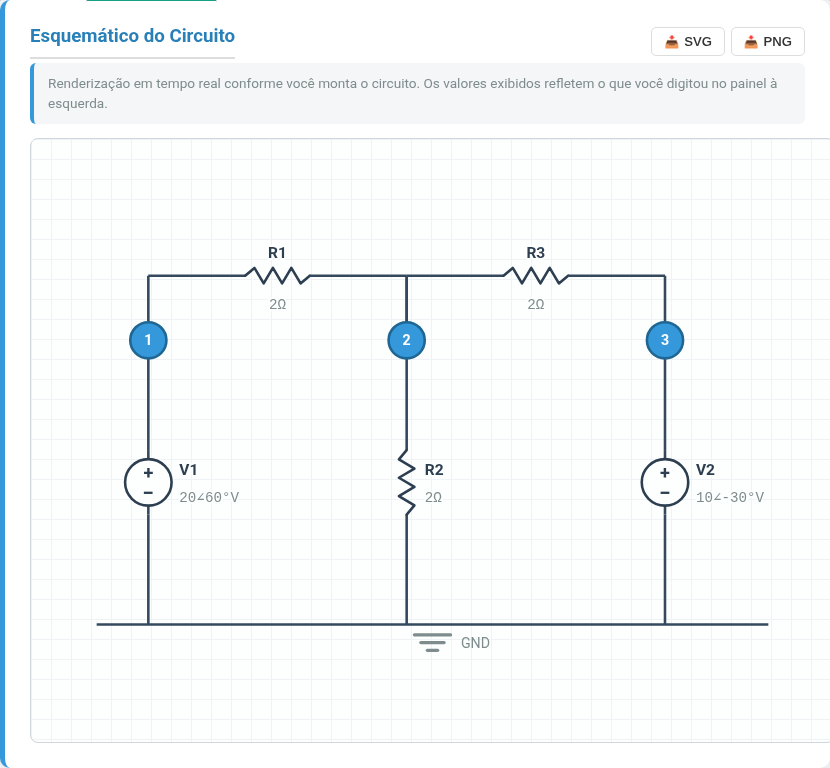 Esquemático do Circuito
SVG
PNG
Renderização em tempo real conforme você monta o circuito. Os valores exibidos refletem o que você digitou no painel à
esquerda.
R1
R3
2Ω
2Ω
1
2
3
+
−
V1
20∠60°V
R2
2Ω
+
−
V2
10∠-30°V
GND